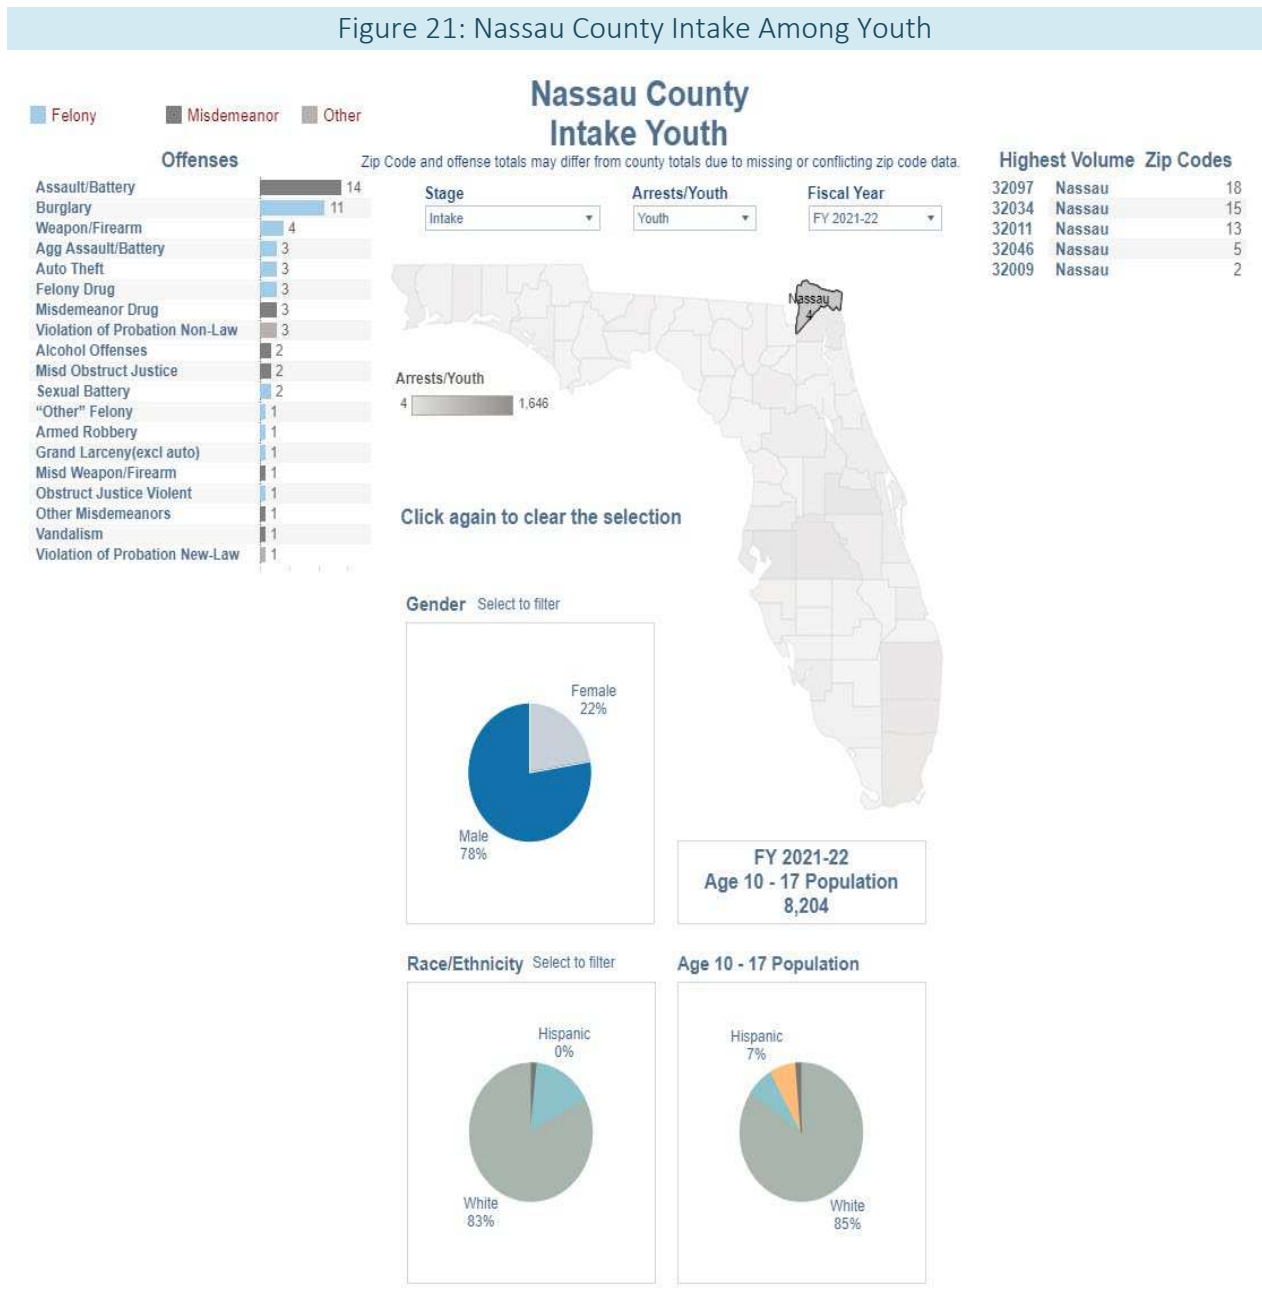 Figure 21: Nassau County Intake Among Youth
Nassau County
Intake Youth
Felony
Misdemeanor
Other
Zip Code and offense totals may differ from county totals due to missing or conflicting zip code data.
Offenses
Assault/Battery 14
Burglary 11
Weapon/Firearm 4
Agg Assault/Battery 3
Auto Theft 3
Felony Drug 3
Misdemeanor Drug 3
Violation of Probation Non-Law 3
Alcohol Offenses 2
Misd Obstruct Justice 2
Sexual Battery 2
“Other” Felony 1
Armed Robbery 1
Grand Larceny(excl auto) 1
Misd Weapon/Firearm 1
Obstruct Justice Violent 1
Other Misdemeanors 1
Vandalism 1
Violation of Probation New-Law 1
Stage
Intake
Arrests/Youth
Youth
Fiscal Year
FY 2021-22
Highest Volume Zip Codes
32097 Nassau 18
32034 Nassau 15
32011 Nassau 13
32046 Nassau 5
32009 Nassau 2
Nassau
4
Arrests/Youth
4 1,646
Click again to clear the selection
Gender Select to filter
Female
22%
Male
78%
FY 2021-22
Age 10 - 17 Population
8,204
Race/Ethnicity Select to filter
Hispanic
0%
White
83%
Age 10 - 17 Population
Hispanic
7%
White
85%